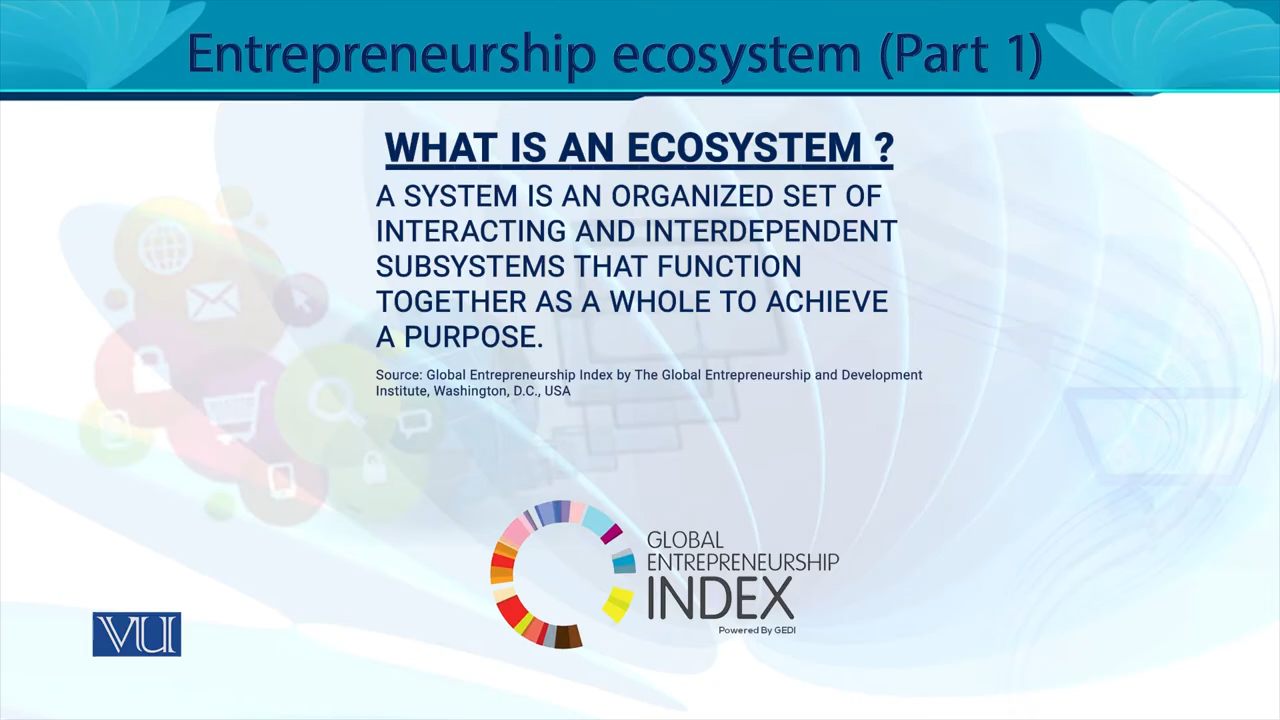 Entrepreneurship ecosystem (Part 1)
WHAT IS AN ECOSYSTEM ?
A SYSTEM IS AN ORGANIZED SET OF
INTERACTING AND INTERDEPENDENT
SUBSYSTEMS THAT FUNCTION
TOGETHER AS A WHOLE TO ACHIEVE
A PURPOSE.
Source: Global Entrepreneurship Index by The Global Entrepreneurship and Development
Institute, Washington, D.C., USA
GLOBAL
ENTREPRENEURSHIP
INDEX
Powered By GEDI
VU